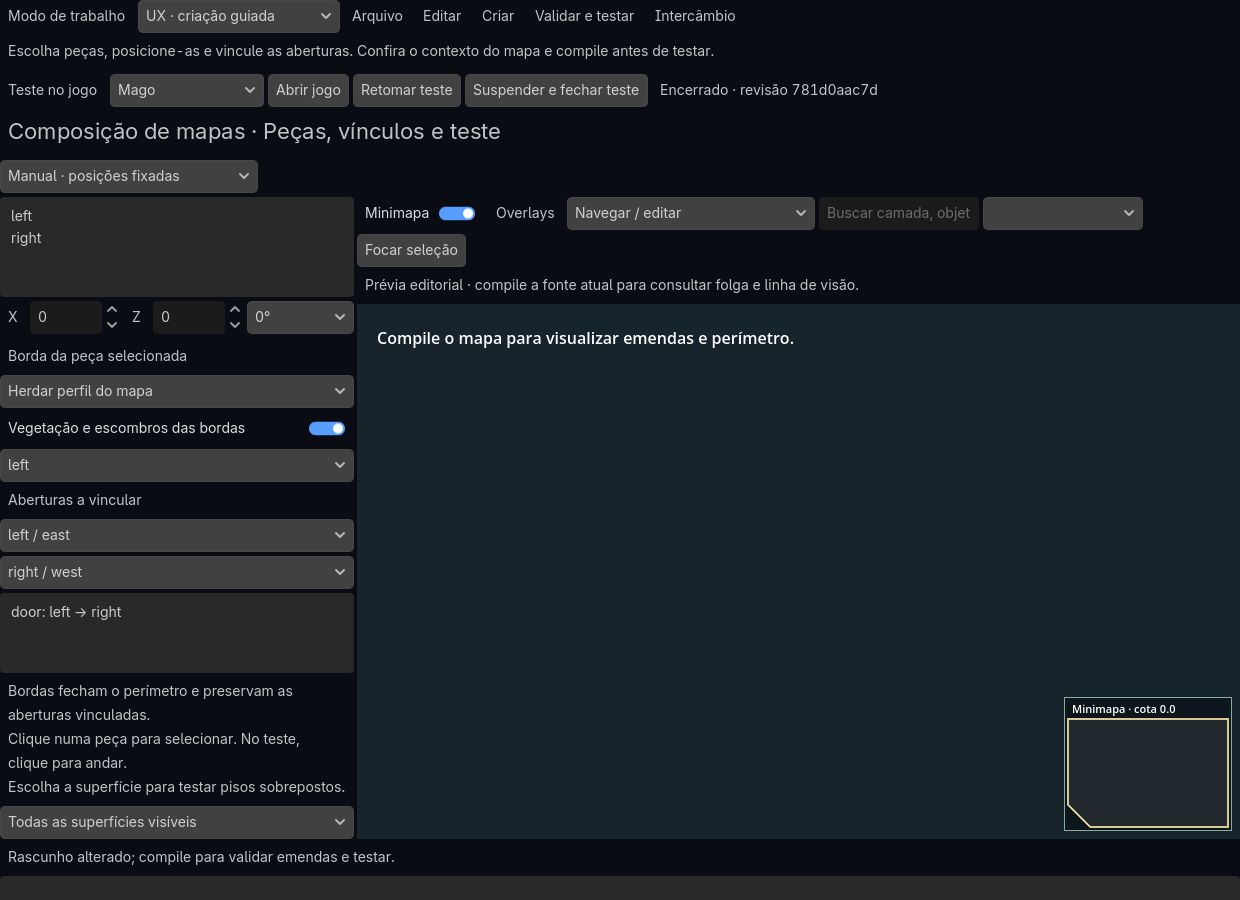 Modo de trabalho UX · criação guiada Arquivo Editar Criar Validar e testar Intercâmbio
Escolha peças, posicione-as e vincule as aberturas. Confira o contexto do mapa e compile antes de testar.
Teste no jogo Mago Abrir jogo Retomar teste Suspender e fechar teste Encerrado · revisão 781d0aac7d
Composição de mapas · Peças, vínculos e teste
Manual · posições fixadas
left
right
Minimapa Overlays Navegar / editar Buscar camada, objet
Focar seleção
Prévia editorial · compile a fonte atual para consultar folga e linha de visão.
X 0 Z 0 0°
Borda da peça selecionada
Herdar perfil do mapa
Vegetação e escombros das bordas
left
Aberturas a vincular
left / east
right / west
door: left → right
Bordas fecham o perímetro e preservam as
aberturas vinculadas.
Clique numa peça para selecionar. No teste,
clique para andar.
Escolha a superfície para testar pisos sobrepostos.
Todas as superfícies visíveis
Compile o mapa para visualizar emendas e perímetro.
Minimapa · cota 0.0
Rascunho alterado; compile para validar emendas e testar.